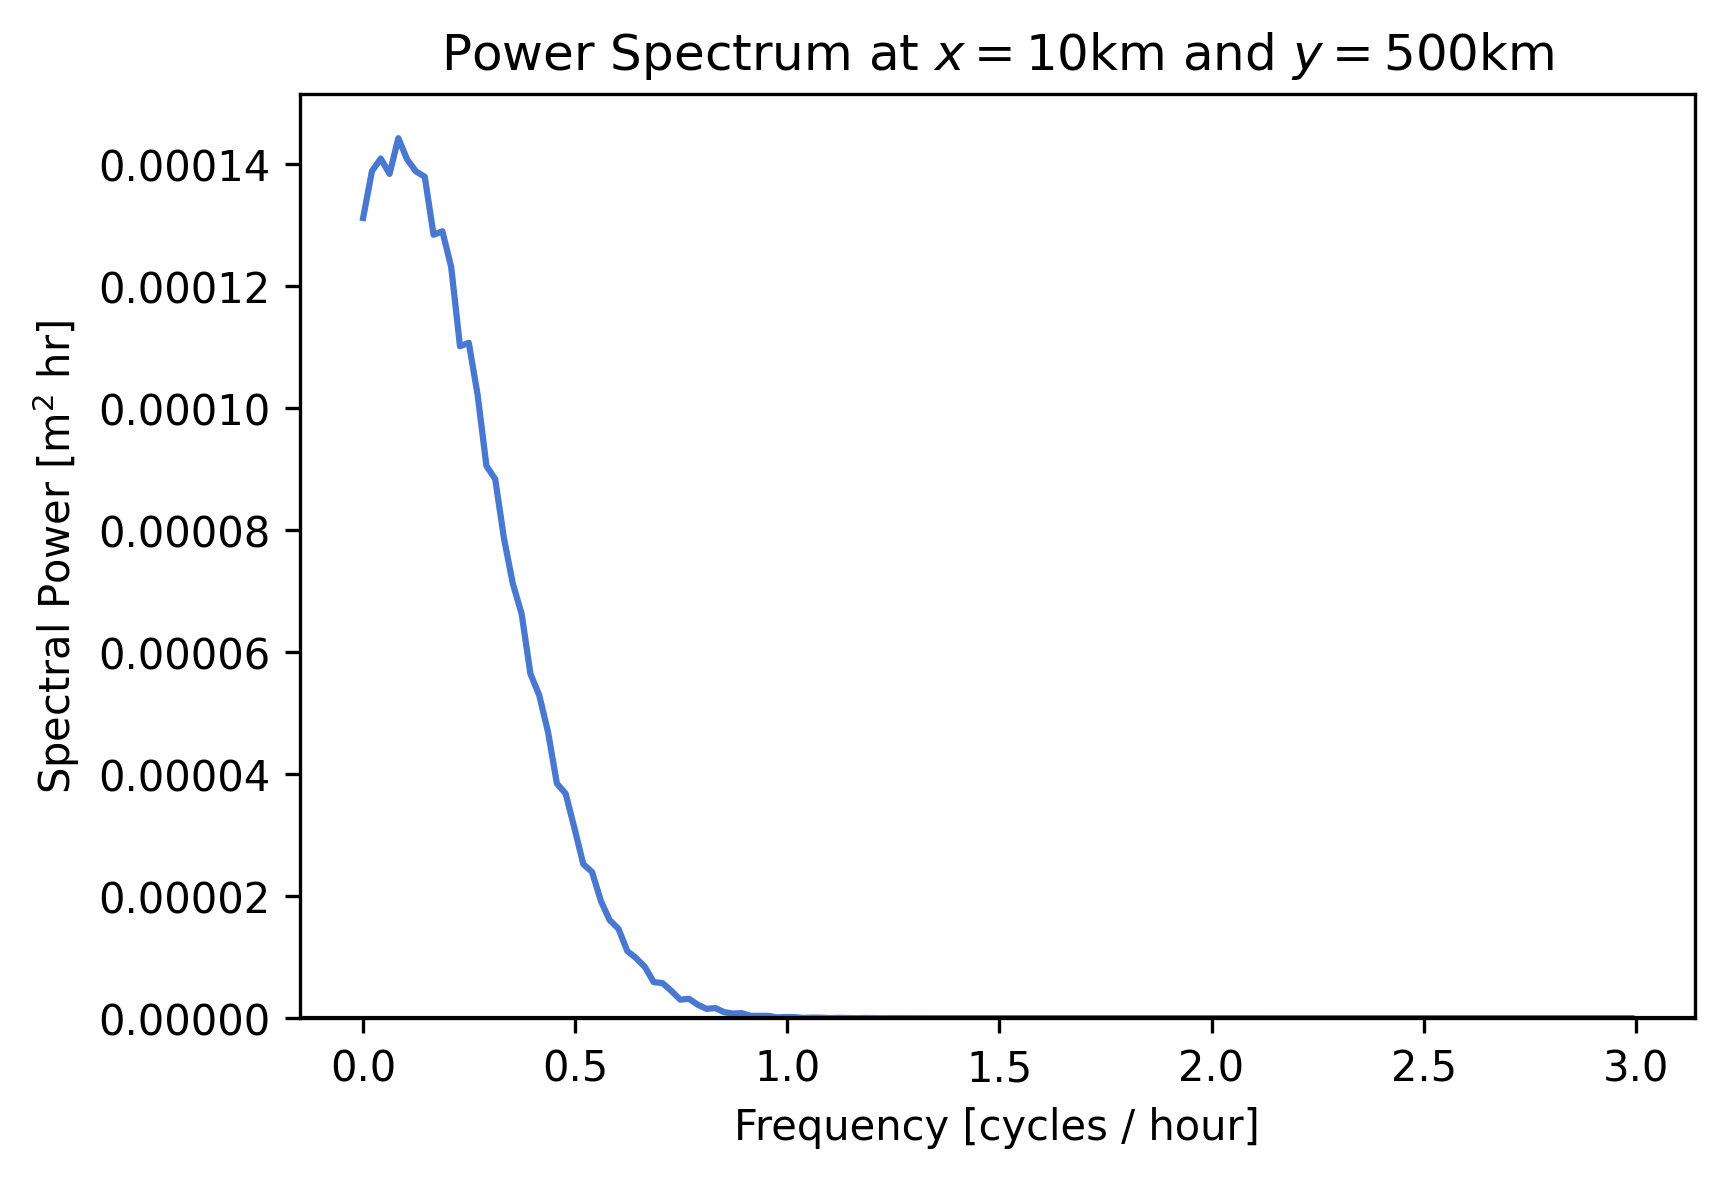 Power Spectrum at x = 10km and y = 500km
Spectral Power [m² hr]
0.00014
0.00012
0.00010
0.00008
0.00006
0.00004
0.00002
0.00000
0.0 0.5 1.0 1.5 2.0 2.5 3.0
Frequency [cycles / hour]